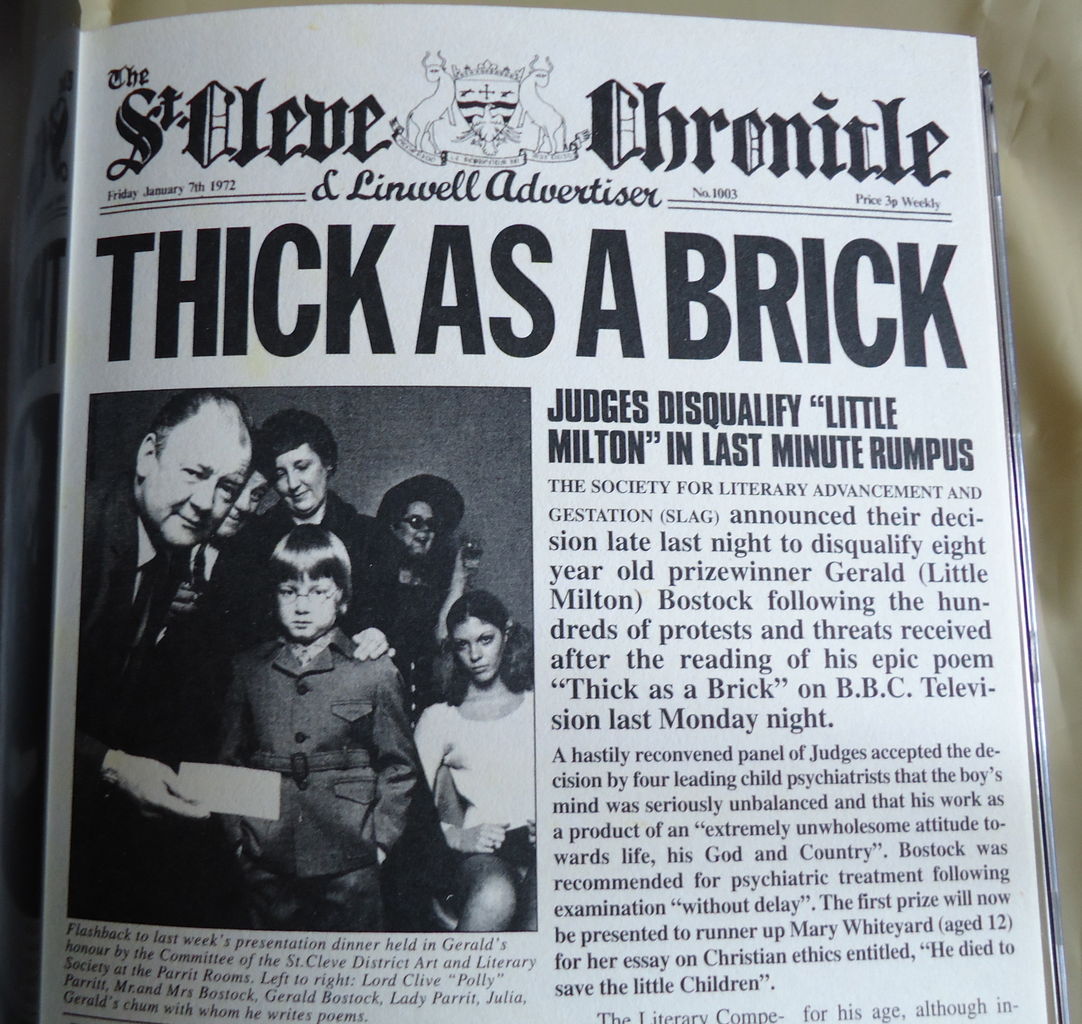 The
St. Cleve Chronicle
Friday January 7th 1972
& Linwell Advertiser
No.1003
Price 3p Weekly
THICK AS A BRICK
JUDGES DISQUALIFY “LITTLE
MILTON” IN LAST MINUTE RUMPUS
THE SOCIETY FOR LITERARY ADVANCEMENT AND
GESTATION (SLAG) announced their deci-
sion late last night to disqualify eight
year old prizewinner Gerald (Little
Milton) Bostock following the hun-
dreds of protests and threats received
after the reading of his epic poem
“Thick as a Brick” on B.B.C. Televi-
sion last Monday night.
A hastily reconvened panel of Judges accepted the de-
cision by four leading child psychiatrists that the boy’s
mind was seriously unbalanced and that his work as
a product of an “extremely unwholesome attitude to-
wards life, his God and Country”. Bostock was
recommended for psychiatric treatment following
examination “without delay”. The first prize will now
be presented to runner up Mary Whiteyard (aged 12)
for her essay on Christian ethics entitled, “He died to
save the little Children”.
The Literary Compe-
for his age, although in-
Flashback to last week’s presentation dinner held in Gerald’s
honour by the Committee of the St.Cleve District Art and Literary
Society at the Parrit Rooms. Left to right: Lord Clive “Polly”
Parritt, Mr.and Mrs Bostock, Gerald Bostock, Lady Parrit, Julia,
Gerald’s chum with whom he writes poems.